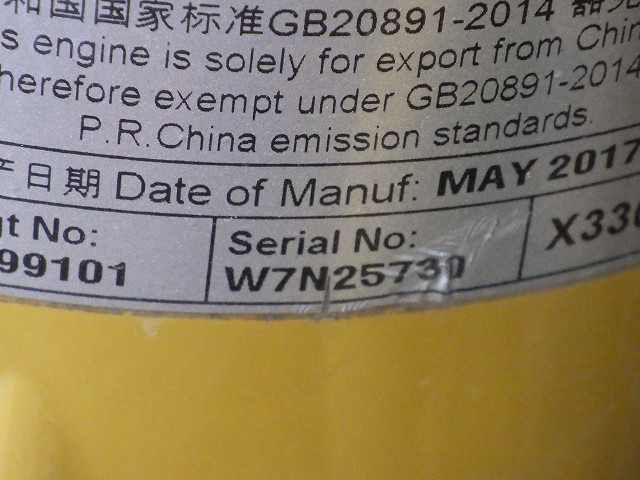 和国国家标准GB20891-2014
s engine is solely for export from Chin
herefore exempt under GB20891-2014
P.R.China emission standards.
日期 Date of Manuf: MAY 2017
t No:
99101
Serial No:
W7N25730
X330